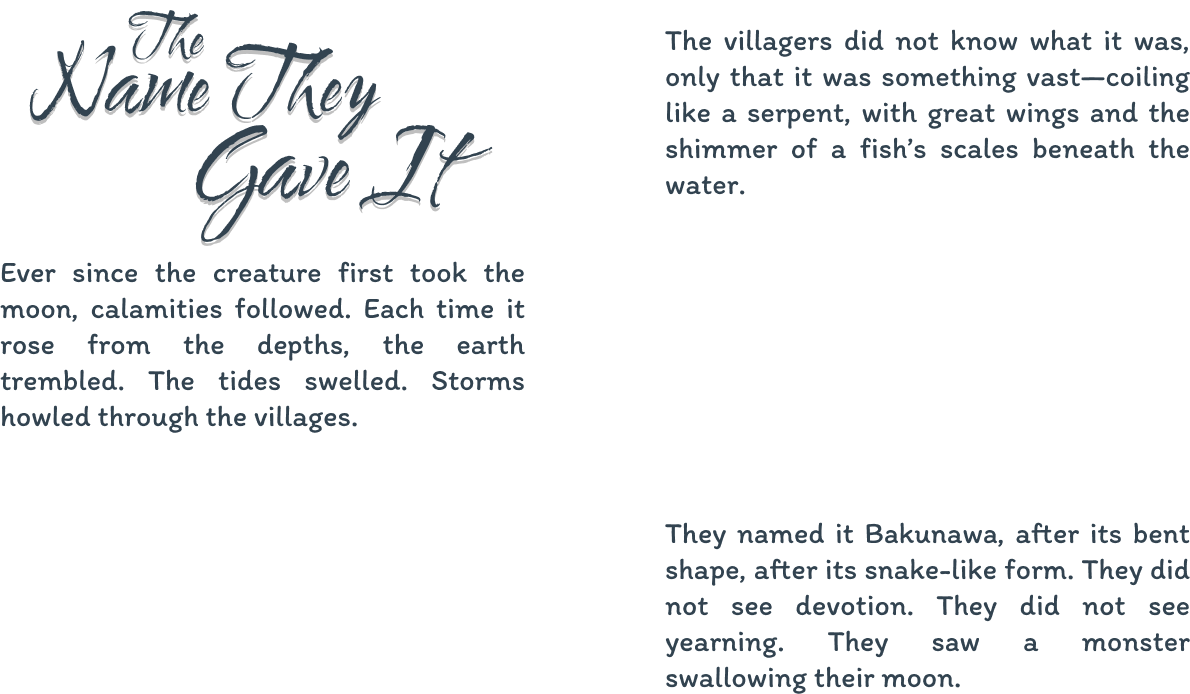 The
Name They
Gave It
Ever since the creature first took the
moon, calamities followed. Each time it
rose from the depths, the earth
trembled. The tides swelled. Storms
howled through the villages.
The villagers did not know what it was,
only that it was something vast—coiling
like a serpent, with great wings and the
shimmer of a fish’s scales beneath the
water.
They named it Bakunawa, after its bent
shape, after its snake-like form. They did
not see devotion. They did not see
yearning. They saw a monster
swallowing their moon.